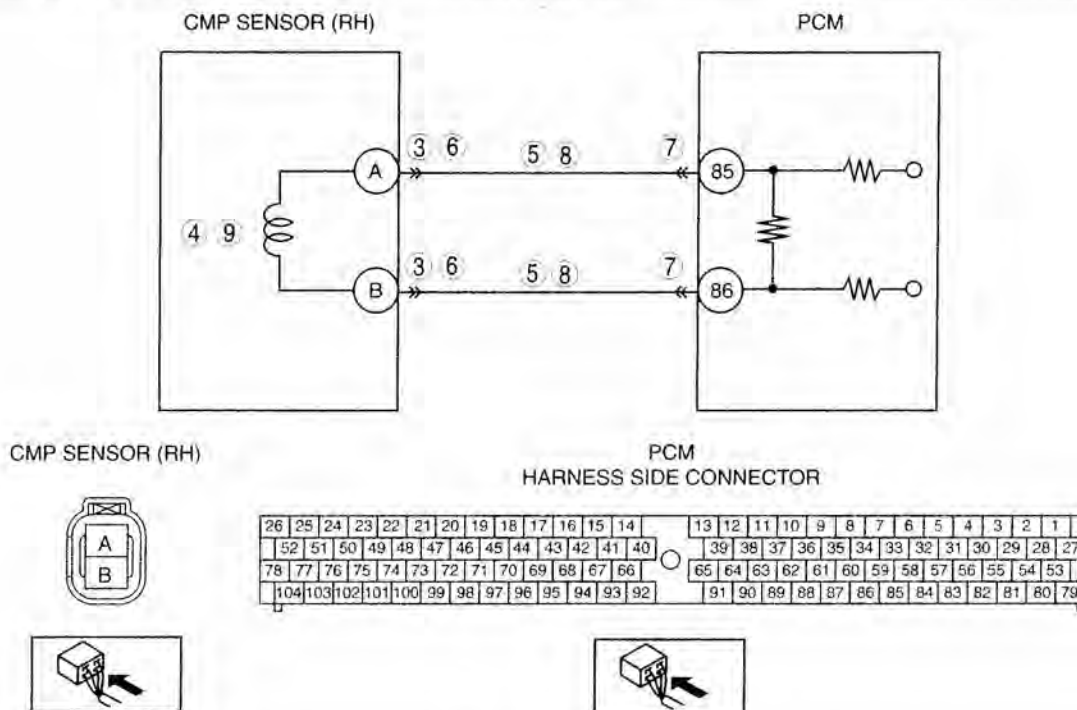 CMP SENSOR (RH) PCM
A 3 6 5 8 7 85
4 9
B 3 6 5 8 7 86
CMP SENSOR (RH)
PCM
HARNESS SIDE CONNECTOR
A
B
26 25 24 23 22 21 20 19 18 17 16 15 14 13 12 11 10 9 8 7 6 5 4 3 2 1
52 51 50 49 48 47 46 45 44 43 42 41 40 39 38 37 36 35 34 33 32 31 30 29 28 27
78 77 76 75 74 73 72 71 70 69 68 67 66 65 64 63 62 61 60 59 58 57 56 55 54 53
104 103 102 101 100 99 98 97 96 95 94 93 92 91 90 89 88 87 86 85 84 83 82 81 80 79